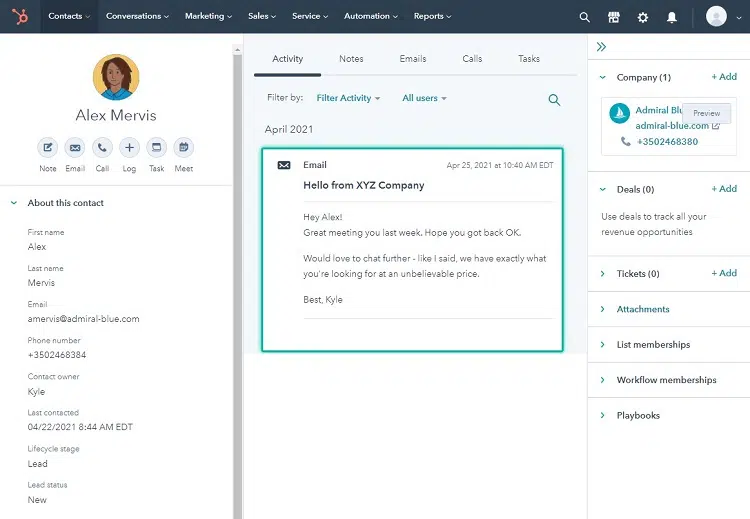 Contacts Conversations Marketing Sales Service Automation Reports
Alex Mervis
Note Email Call Log Task Meet
About this contact
First name
Alex
Last name
Mervis
Email
amervis@admiral-blue.com
Phone number
+3502468384
Contact owner
Kyle
Last contacted
04/22/2021 8:44 AM EDT
Lifecycle stage
Lead
Lead status
New
Activity Notes Emails Calls Tasks
Filter by: Filter Activity All users
April 2021
Email Apr 25, 2021 at 10:40 AM EDT
Hello from XYZ Company
Hey Alex!
Great meeting you last week. Hope you got back OK.
Would love to chat further - like I said, we have exactly what
you're looking for at an unbelievable price.
Best, Kyle
Company (1) + Add
Admiral Preview
admiral-blue.com
+3502468380
Deals (0) + Add
Use deals to track all your
revenue opportunities
Tickets (0) + Add
Attachments
List memberships
Workflow memberships
Playbooks